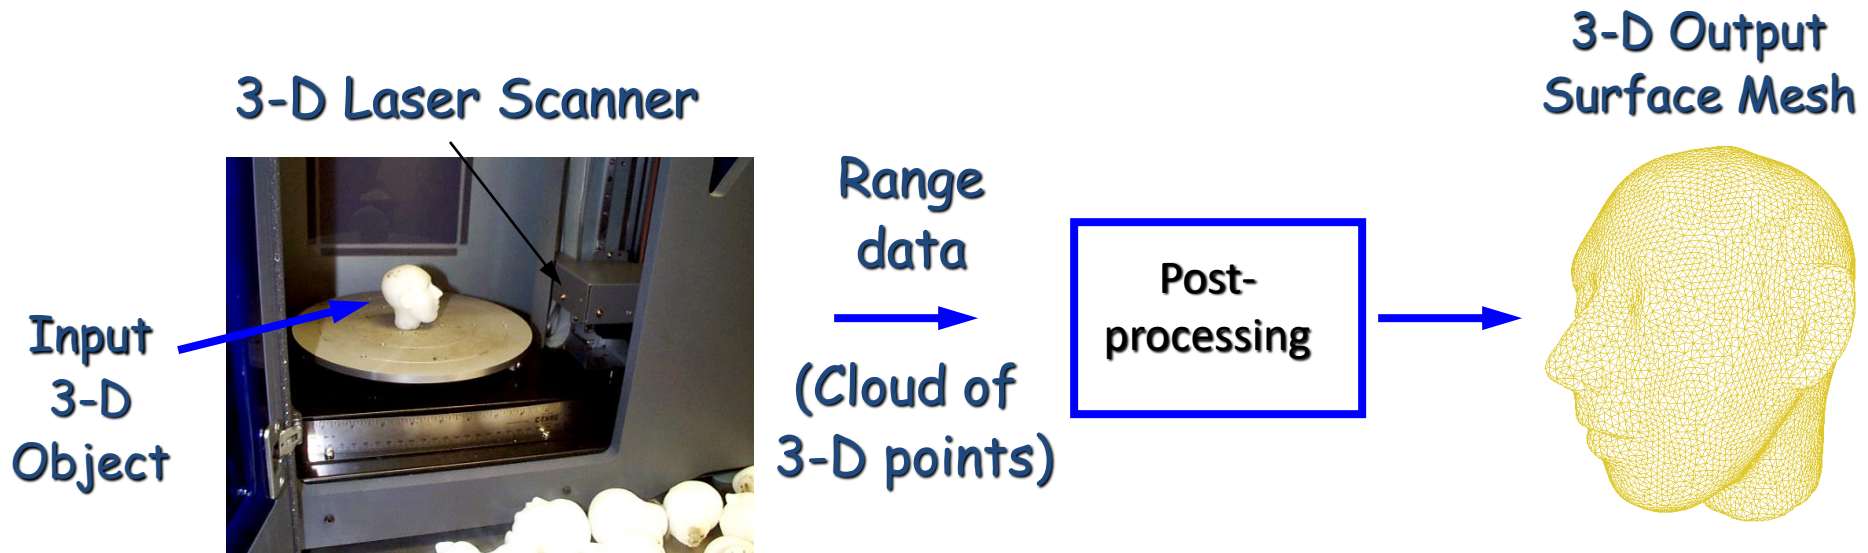 3-D Output
Surface Mesh
3-D Laser Scanner
Range
data
Input
3-D
Object
(Cloud of
3-D points)
Post-
processing